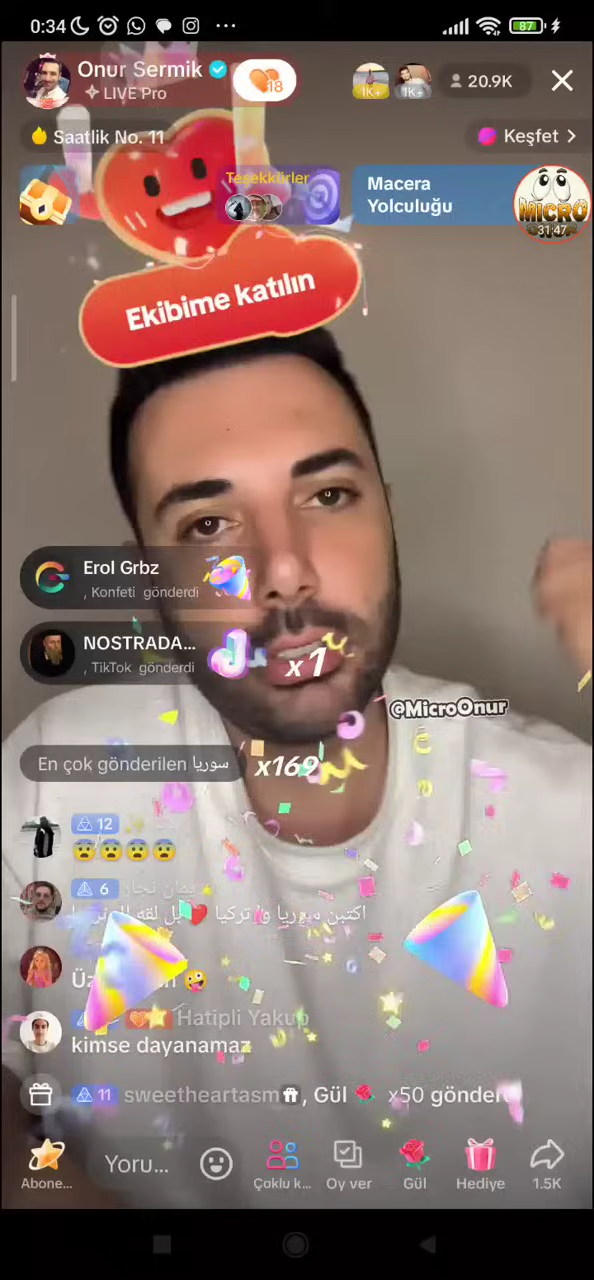 0:34
87
Onur Sermik
LIVE Pro
18
1K+
1K+
20.9K
Saatlik No. 11
Keşfet
Teşekkürler
Macera
Yolculuğu
MICRO
31:47
Ekibime katılın
Erol Grbz
, Konfeti gönderdi
NOSTRADA...
, TikTok gönderdi
x1
@MicroOnur
En çok gönderilen سوريا
x169
12
6
سوريا و تركيا
Hatipli Yakup
kimse dayanamaz
11 sweetheartasm , Gül x50
Abone...
Yoru...
Çoklu k...
Oy ver
Gül
Hediye
1.5K